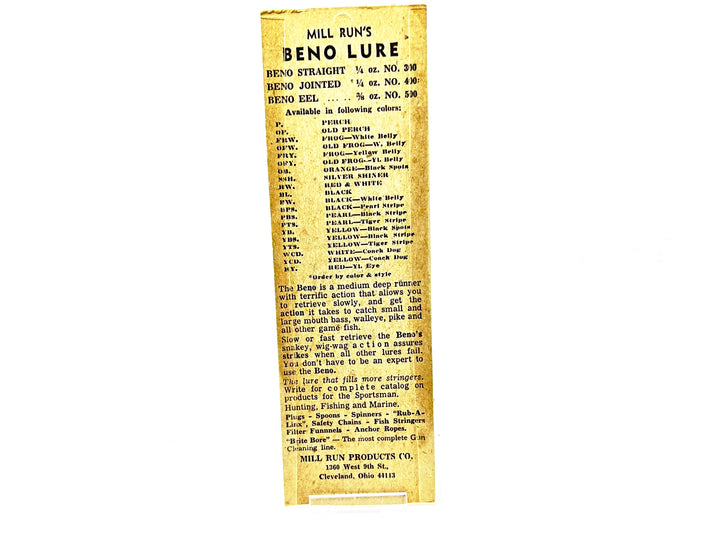 MILL RUN'S
BENO LURE
BENO STRAIGHT ¼ oz. NO. 300
BENO JOINTED ¼ oz. NO. 400
BENO EEL ... .. ⅜ oz. NO. 500
Available in following colors:
P. PERCH
OP. OLD PERCH
FRW. FROG—White Belly
OFW. OLD FROG—W. Belly
FRY. FROG—Yellow Belly
OFY. OLD FROG—Yl. Belly
OB. ORANGE—Black Spots
SSH. SILVER SHINER
RW. RED & WHITE
BL. BLACK
BW. BLACK—White Belly
BPS. BLACK—Pearl Stripe
PBS. PEARL—Black Stripe
PTS. PEARL—Tiger Stripe
YB. YELLOW—Black Spots
YBS. YELLOW—Black Stripe
YTS. YELLOW—Tiger Stripe
WCD. WHITE—Coach Dog
YCD. YELLOW—Coach Dog
RY. RED—Yl. Eye
*Order by color & style
The Beno is a medium deep runner
with terrific action that allows you
to retrieve slowly, and get the
action it takes to catch small and
large mouth bass, walleye, pike and
all other game fish.
Slow or fast retrieve the Beno's
snakey, wig-wag action assures
strikes when all other lures fail.
You don't have to be an expert to
use the Beno.
The lure that fills more stringers.
Write for complete catalog on
products for the Sportsman.
Hunting, Fishing and Marine.
Plugs - Spoons - Spinners - "Rub-A-
Linx", Safety Chains - Fish Stringers
Filter Funnnels - Anchor Ropes.
"Brite Bore" — The most complete Gun
Cleaning line.
MILL RUN PRODUCTS CO.
1360 West 9th St.,
Cleveland, Ohio 44113